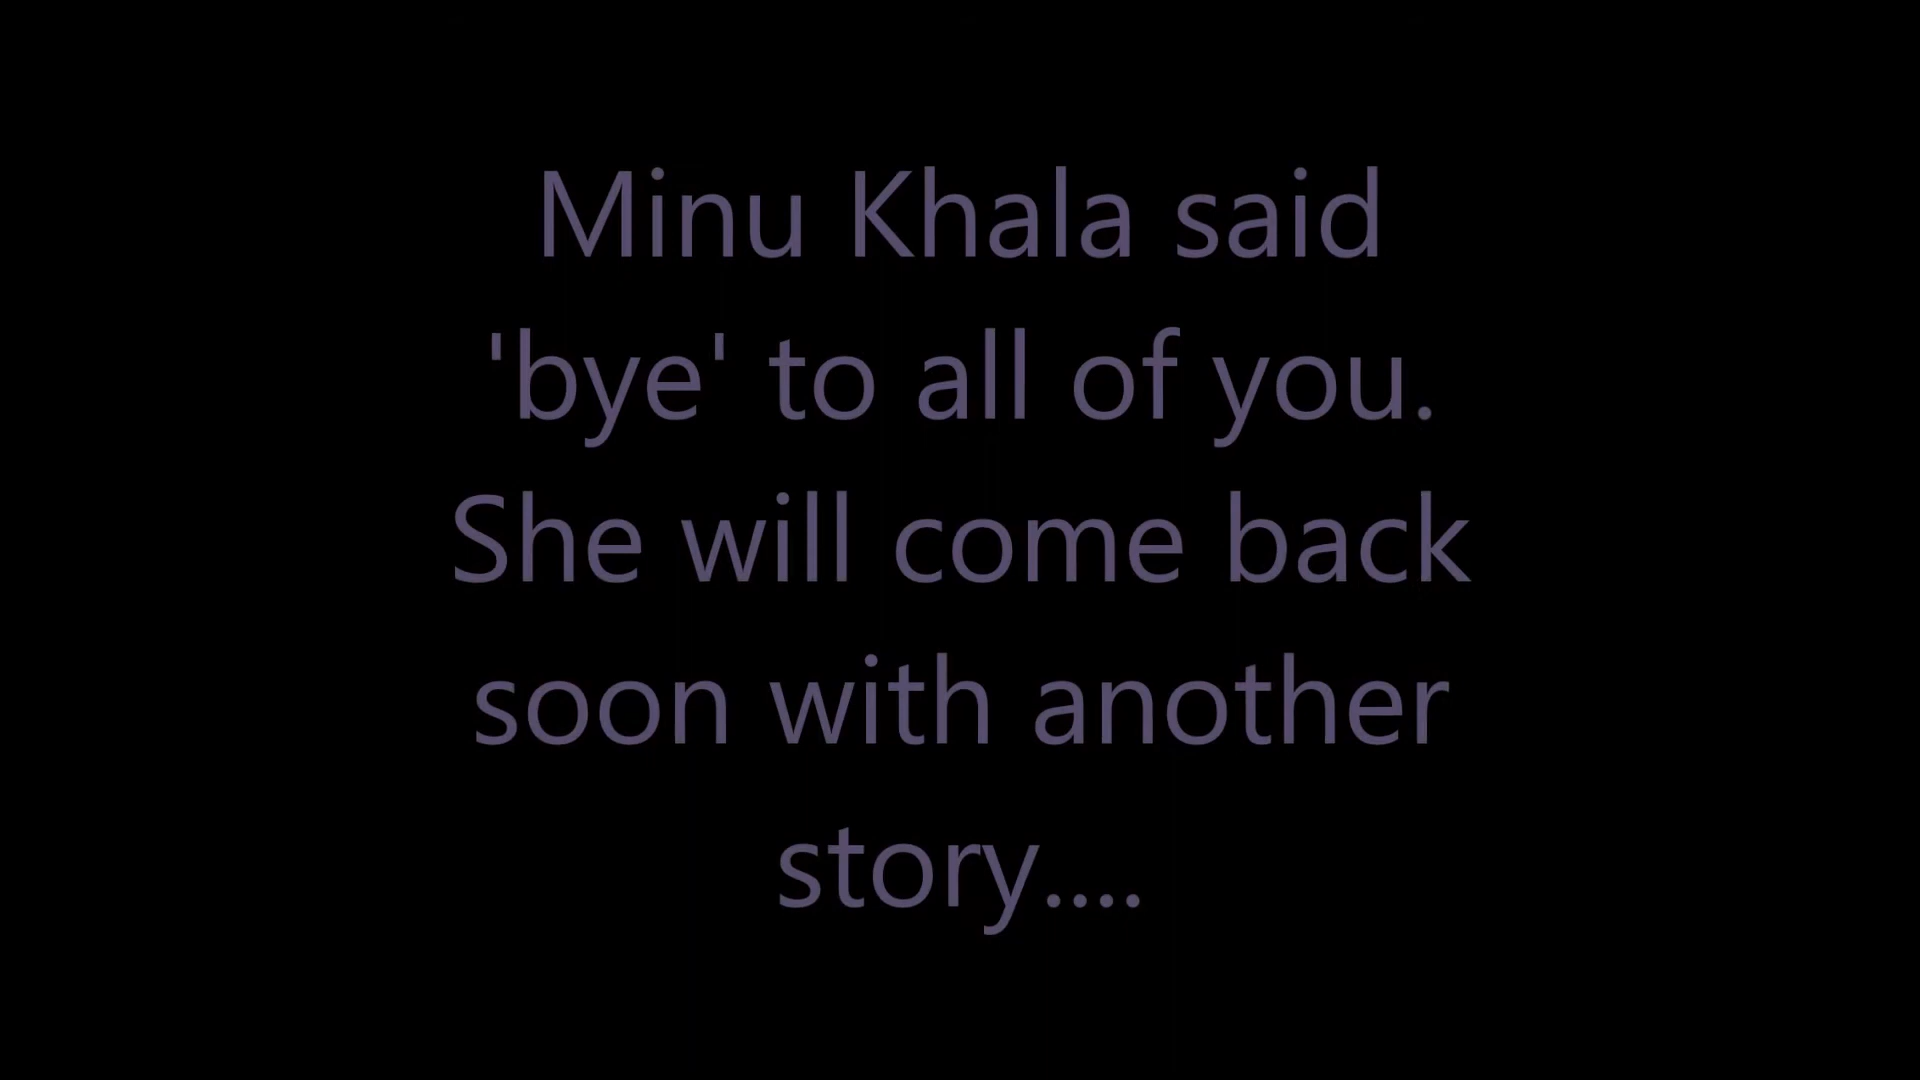 Minu Khala said
'bye' to all of you.
She will come back
soon with another
story....